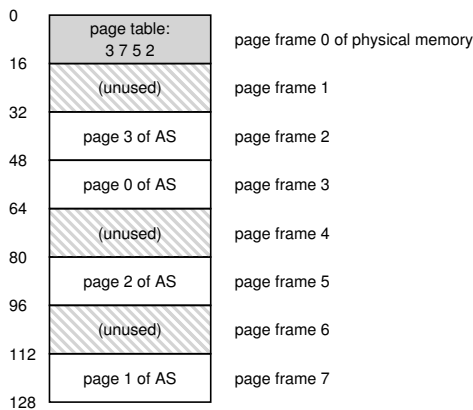 0
page table:
3 7 5 2
page frame 0 of physical memory
16
(unused)
page frame 1
32
page 3 of AS
page frame 2
48
page 0 of AS
page frame 3
64
(unused)
page frame 4
80
page 2 of AS
page frame 5
96
(unused)
page frame 6
112
page 1 of AS
page frame 7
128